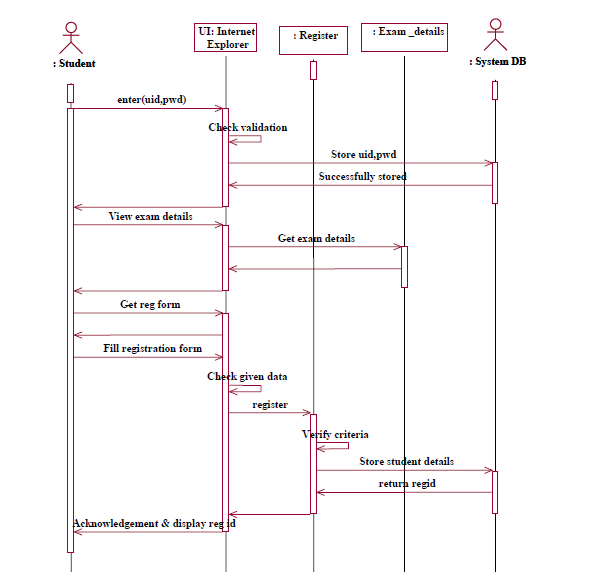 UI: Internet
Explorer
: Register
: Exam _details
: Student
: System DB
enter(uid,pwd)
Check validation
Store uid,pwd
Successfully stored
View exam details
Get exam details
Get reg form
Fill registration form
Check given data
register
Verify criteria
Store student details
return regid
Acknowledgement & display reg id